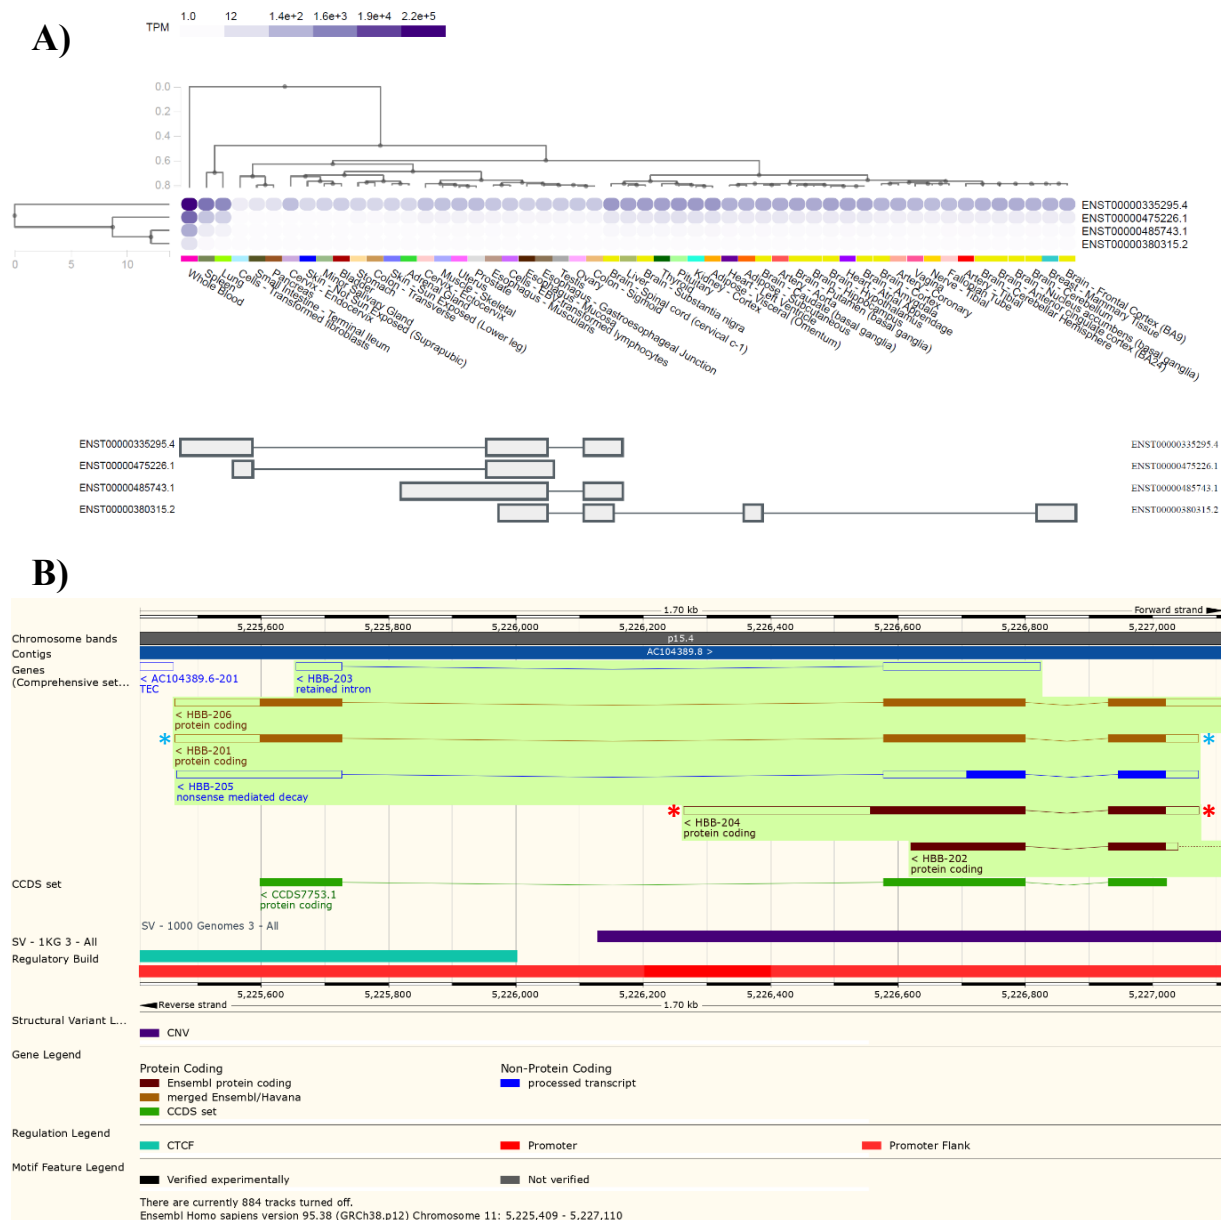 A)
TPM
1.0 12 1.4e+2 1.6e+3 1.9e+4 2.2e+5
0.0
0.2
0.4
0.6
0.8
ENST00000335295.4
ENST00000475226.1
ENST00000485743.1
ENST00000380315.2
0 5 10
Whole Blood
Spleen
Lung
Cells - Transformed fibroblasts
Small Intestine - Terminal Ileum
Pancreas
Cervix - Endocervix
Skin - Not Sun Exposed (Suprapubic)
Minor Salivary Gland
Bladder
Stomach
Colon - Transverse
Skin - Sun Exposed (Lower leg)
Adrenal Gland
Cervix - Ectocervix
Muscle - Skeletal
Uterus
Prostate
Esophagus - Muscularis
Cells - EBV-transformed lymphocytes
Esophagus - Mucosa
Esophagus - Gastroesophageal Junction
Testis
Ovary
Colon - Sigmoid
Brain - Spinal cord (cervical c-1)
Liver
Brain - Substantia nigra
Thyroid
Pituitary
Kidney - Cortex
Adipose - Visceral (Omentum)
Heart - Left Ventricle
Adipose - Subcutaneous
Brain - Caudate (basal ganglia)
Artery - Aorta
Brain - Putamen (basal ganglia)
Brain - Hippocampus
Brain - Hypothalamus
Heart - Atrial Appendage
Brain - Amygdala
Brain - Cortex
Artery - Coronary
Vagina
Nerve - Tibial
Fallopian Tube
Artery - Tibial
Brain - Cerebellar Hemisphere
Brain - Anterior cingulate cortex (BA24)
Brain - Nucleus accumbens (basal ganglia)
Brain - Cerebellum
Breast - Mammary Tissue
Brain - Frontal Cortex (BA9)
ENST00000335295.4 ENST00000335295.4
ENST00000475226.1 ENST00000475226.1
ENST00000485743.1 ENST00000485743.1
ENST00000380315.2 ENST00000380315.2
B)
1.70 kb Forward strand
5,225,600 5,225,800 5,226,000 5,226,200 5,226,400 5,226,600 5,226,800 5,227,000
Chromosome bands p15.4
Contigs AC104389.8 >
Genes
(Comprehensive set...
< AC104389.6-201 < HBB-203
TEC retained intron
< HBB-206
protein coding
* *
< HBB-201
protein coding
< HBB-205
nonsense mediated decay
* *
< HBB-204
protein coding
< HBB-202
protein coding
CCDS set
< CCDS7753.1
protein coding
SV - 1000 Genomes 3 - All
SV - 1KG 3 - All
Regulatory Build
5,225,600 5,225,800 5,226,000 5,226,200 5,226,400 5,226,600 5,226,800 5,227,000
Reverse strand 1.70 kb
Structural Variant L...
CNV
Gene Legend
Protein Coding Non-Protein Coding
Ensembl protein coding processed transcript
merged Ensembl/Havana
CCDS set
Regulation Legend
CTCF Promoter Promoter Flank
Motif Feature Legend
Verified experimentally Not verified
There are currently 884 tracks turned off.
Ensembl Homo sapiens version 95.38 (GRCh38.p12) Chromosome 11: 5,225,409 - 5,227,110